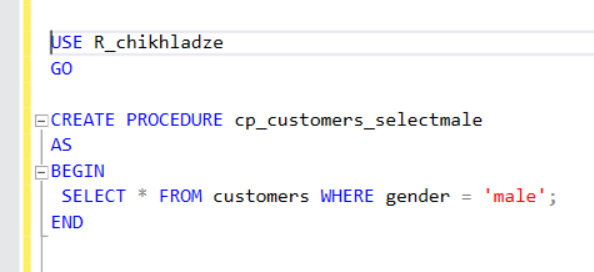 USE R_chikhladze
GO
CREATE PROCEDURE cp_customers_selectmale
AS
BEGIN
SELECT * FROM customers WHERE gender = 'male';
END